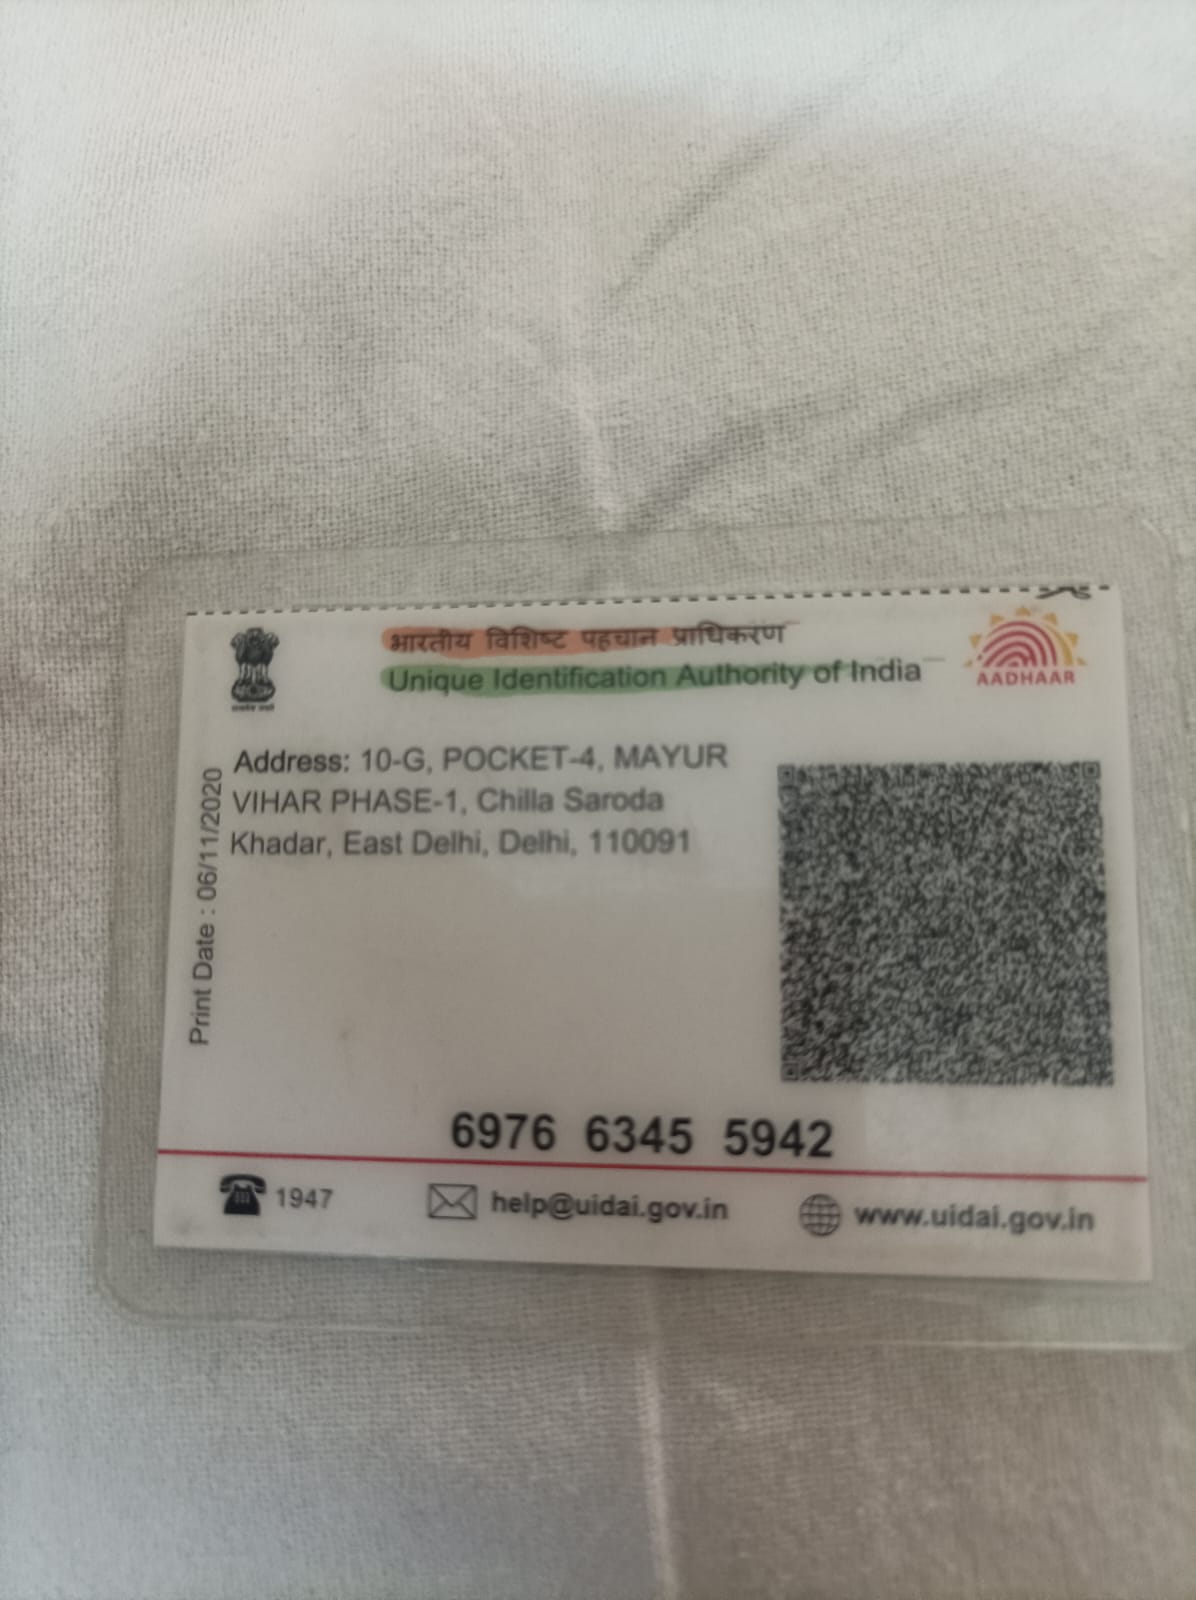 भारतीय विशिष्ट पहचान प्राधिकरण
Unique Identification Authority of India
AADHAAR
Print Date : 06/11/2020
Address: 10-G, POCKET-4, MAYUR
VIHAR PHASE-1, Chilla Saroda
Khadar, East Delhi, Delhi, 110091
6976 6345 5942
1947
help@uidai.gov.in
www.uidai.gov.in